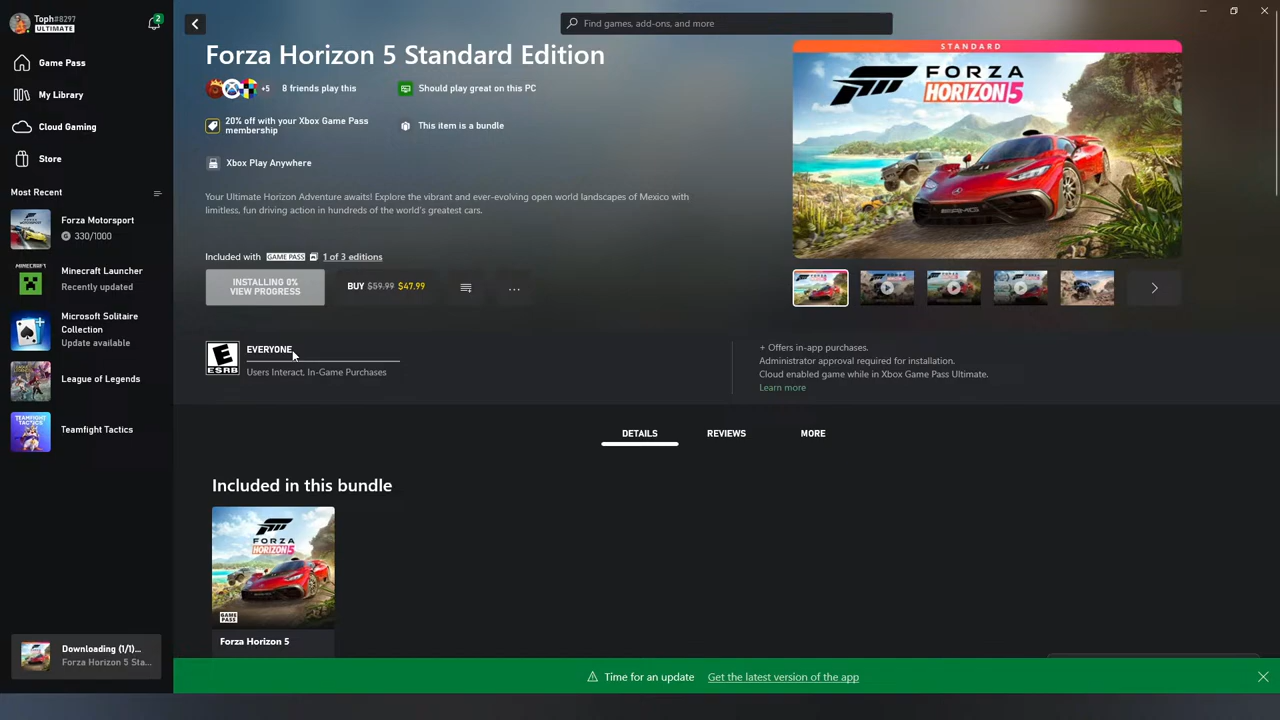 Toph#8297
ULTIMATE
2
Find games, add-ons, and more
Game Pass
My Library
Cloud Gaming
Store
Most Recent
Forza Motorsport
330/1000
MINECRAFT
Minecraft Launcher
Recently updated
Microsoft Solitaire
Collection
Update available
League of Legends
TEAMFIGHT
TACTICS
Teamfight Tactics
Downloading (1/1)...
Forza Horizon 5 Sta...
Forza Horizon 5 Standard Edition
+5
8 friends play this
Should play great on this PC
20% off with your Xbox Game Pass
membership
This item is a bundle
Xbox Play Anywhere
Your Ultimate Horizon Adventure awaits! Explore the vibrant and ever-evolving open world landscapes of Mexico with
limitless, fun driving action in hundreds of the world's greatest cars.
Included with GAME PASS 1 of 3 editions
INSTALLING 0%
VIEW PROGRESS
BUY $59.99 $47.99
...
STANDARD
FORZA
HORIZON 5
AMG
E
ESRB
EVERYONE
Users Interact, In-Game Purchases
+ Offers in-app purchases.
Administrator approval required for installation.
Cloud enabled game while in Xbox Game Pass Ultimate.
Learn more
DETAILS
REVIEWS
MORE
Included in this bundle
FORZA
HORIZON 5
GAME
PASS
Forza Horizon 5
Time for an update
Get the latest version of the app